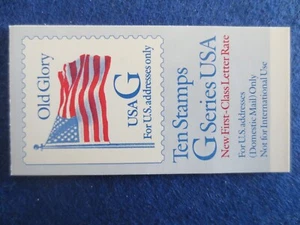 Old Glory
USA G
For U.S. addresses only
Ten Stamps
G Series USA
New First-Class Letter Rate
For U.S. addresses
(Domestic Mail) Only
Not for International Use